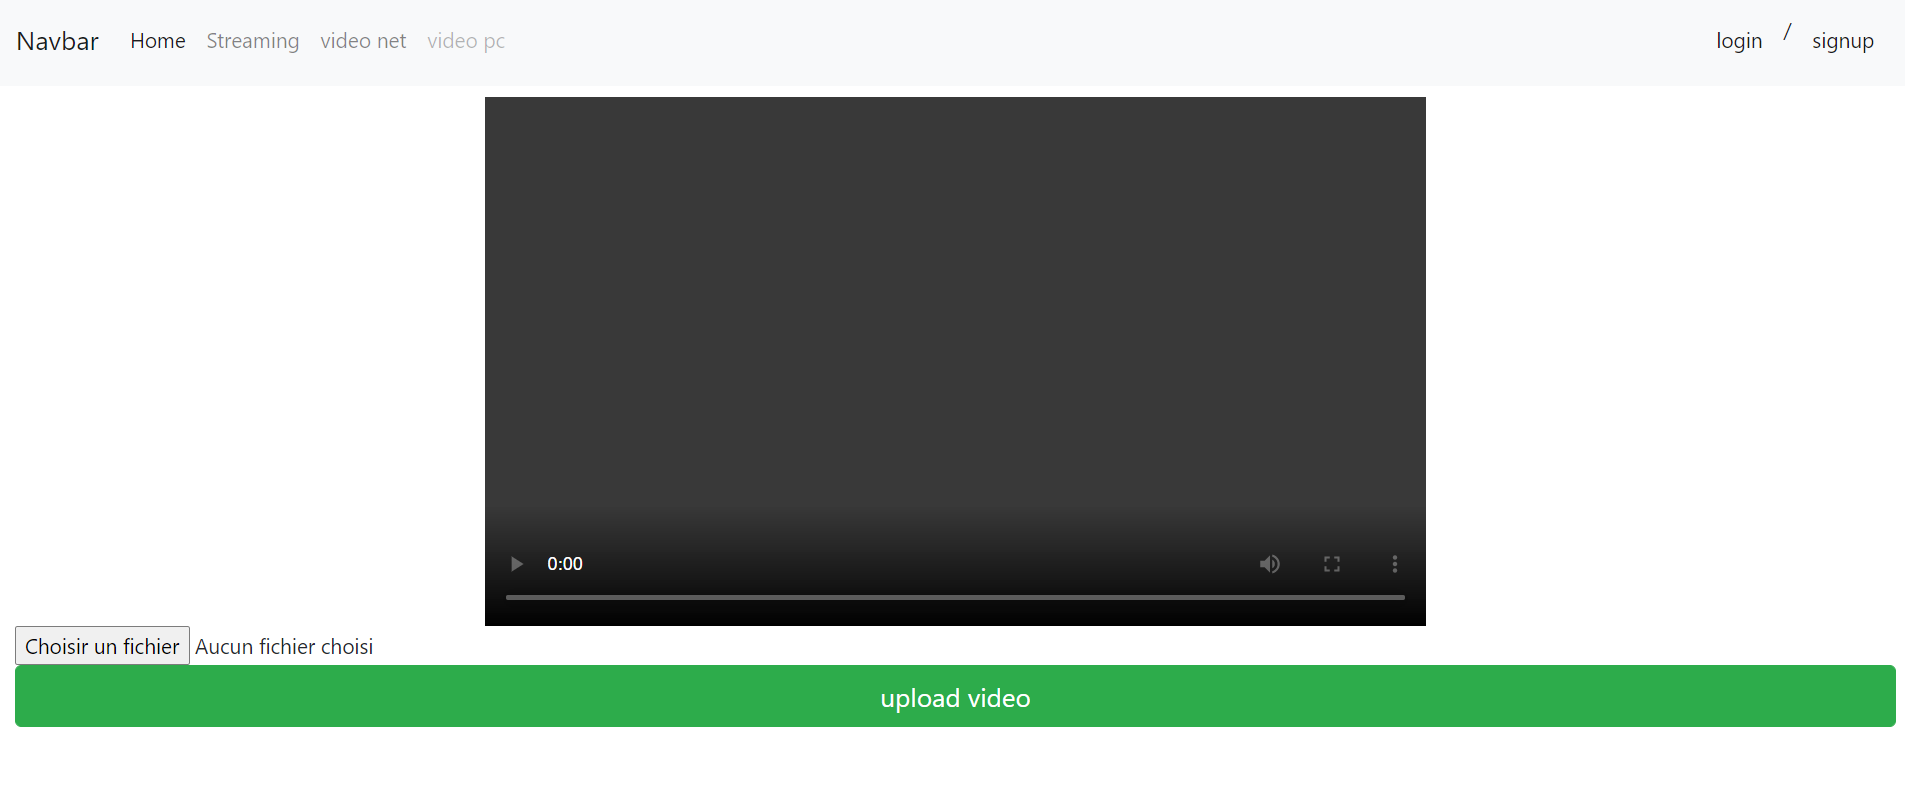 Navbar Home Streaming video net video pc login / signup
0:00
Choisir un fichier Aucun fichier choisi
upload video